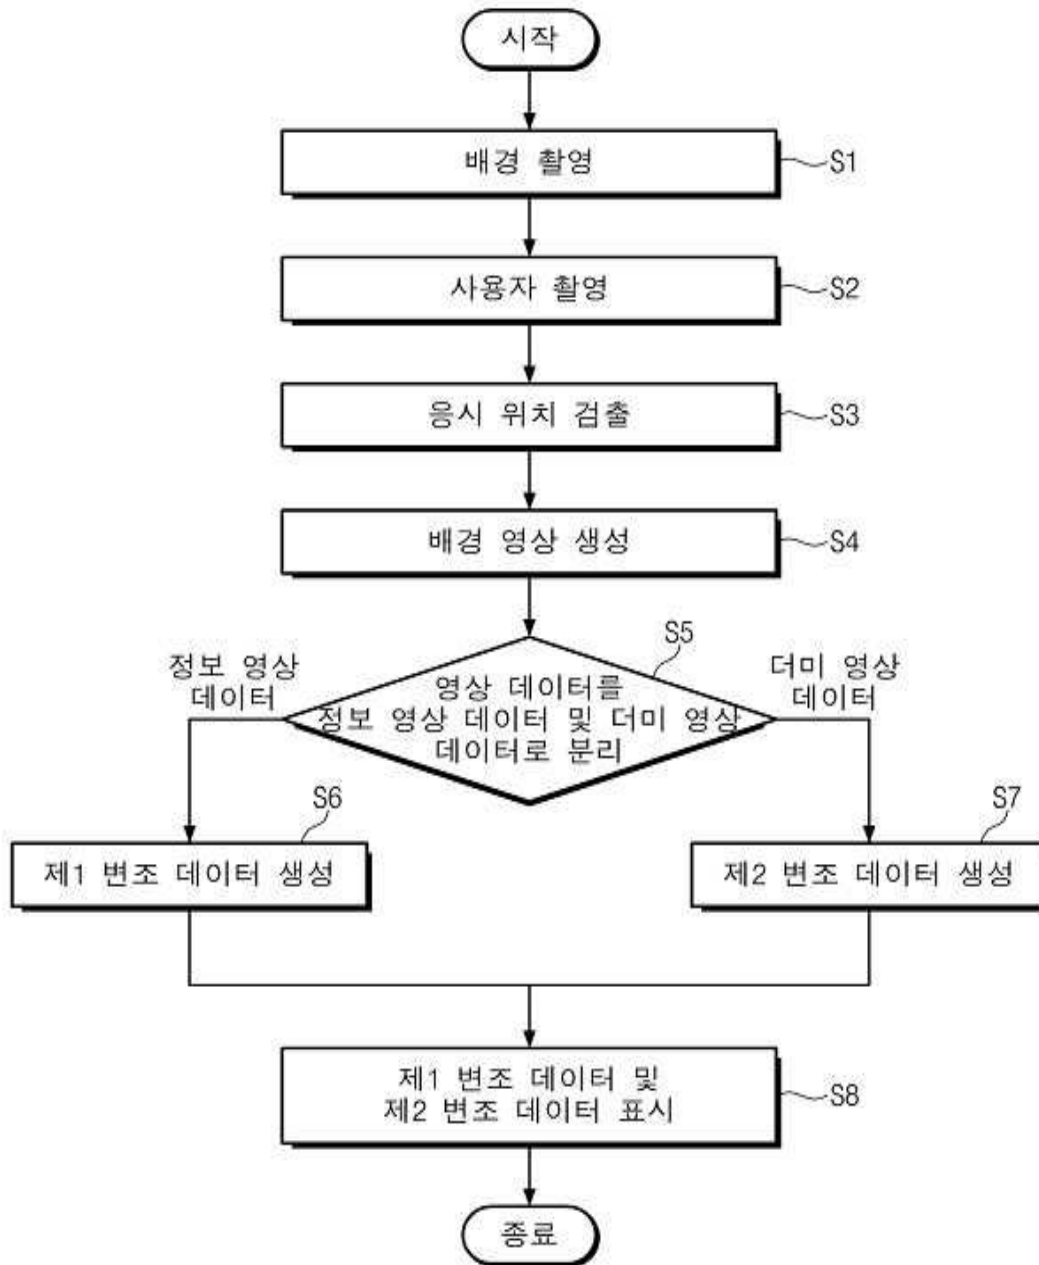 시작
배경 촬영
S1
사용자 촬영
S2
응시 위치 검출
S3
배경 영상 생성
S4
S5
정보 영상
데이터
영상 데이터를
정보 영상 데이터 및 더미 영상
데이터로 분리
더미 영상
데이터
S6
제1 변조 데이터 생성
S7
제2 변조 데이터 생성
제1 변조 데이터 및
제2 변조 데이터 표시
S8
종료